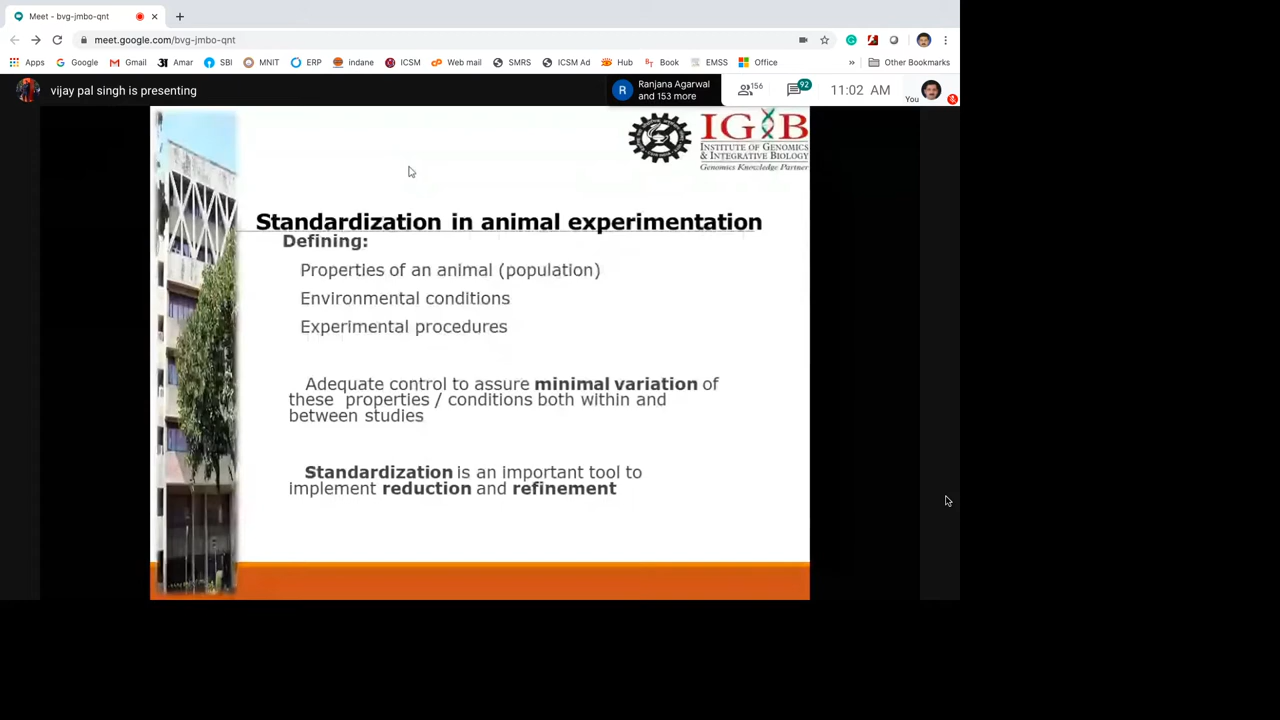 Meet - bvg-jmbo-qnt
meet.google.com/bvg-jmbo-qnt
Apps Google Gmail Amar SBI MNIT ERP indane ICSM Web mail SMRS ICSM Ad Hub Book EMSS Office » Other Bookmarks
vijay pal singh is presenting
R Ranjana Agarwal
and 153 more
156
92
11:02 AM
You
IGIB
INSTITUTE OF GENOMICS
& INTEGRATIVE BIOLOGY
Genomics Knowledge Partner
Standardization in animal experimentation
Defining:
Properties of an animal (population)
Environmental conditions
Experimental procedures
Adequate control to assure minimal variation of
these properties / conditions both within and
between studies
Standardization is an important tool to
implement reduction and refinement